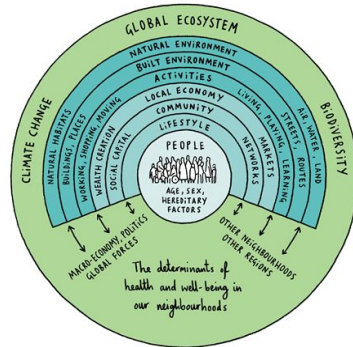 GLOBAL ECOSYSTEM
CLIMATE CHANGE
BIODIVERSITY
NATURAL ENVIRONMENT
NATURAL HABITATS
AIR, WATER, LAND
BUILT ENVIRONMENT
BUILDINGS, PLACES
STREETS, ROUTES
ACTIVITIES
WORKING, SHOPPING, MOVING
LIVING, PLAYING, LEARNING
LOCAL ECONOMY
WEALTH CREATION
MARKETS
COMMUNITY
SOCIAL CAPITAL
NETWORKS
LIFESTYLE
PEOPLE
AGE, SEX,
HEREDITARY
FACTORS
MACRO-ECONOMY, POLITICS
GLOBAL FORCES
OTHER NEIGHBOURHOODS
OTHER REGIONS
The determinants of
health and well-being in
our neighbourhoods